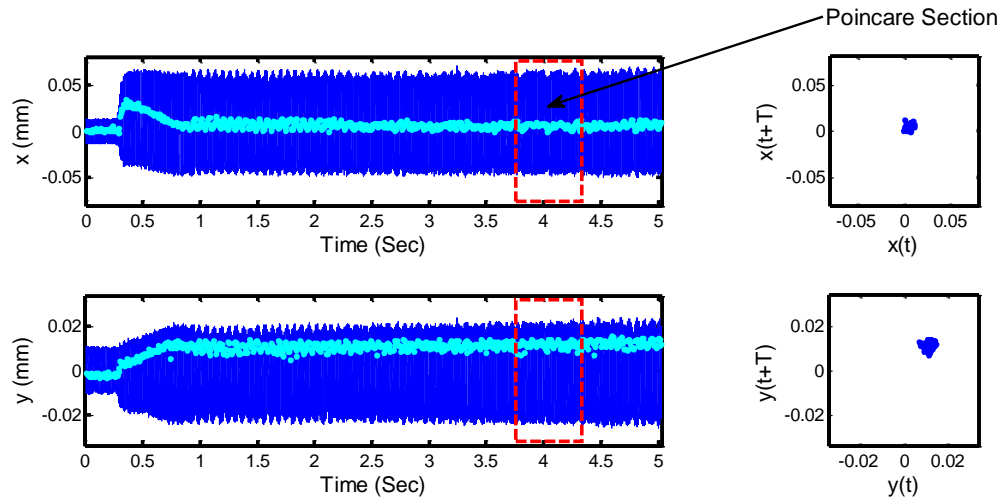 Poincare Section
x (mm)
0.05
0
-0.05
0 0.5 1 1.5 2 2.5 3 3.5 4 4.5 5
Time (Sec)
x(t+T)
0.05
0
-0.05
-0.05 0 0.05
x(t)
y (mm)
0.02
0
-0.02
0 0.5 1 1.5 2 2.5 3 3.5 4 4.5 5
Time (Sec)
y(t+T)
0.02
0
-0.02
-0.02 0 0.02
y(t)